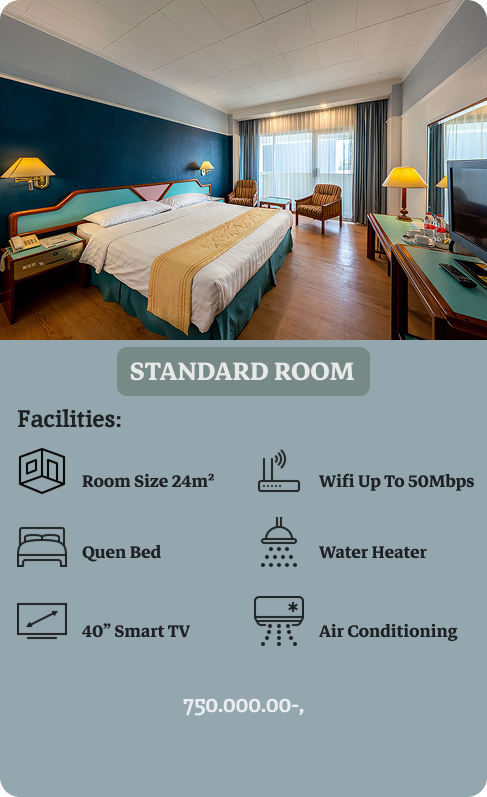 STANDARD ROOM
Facilities:
Room Size 24m²
Wifi Up To 50Mbps
Quen Bed
Water Heater
40” Smart TV
Air Conditioning
750.000.00-,